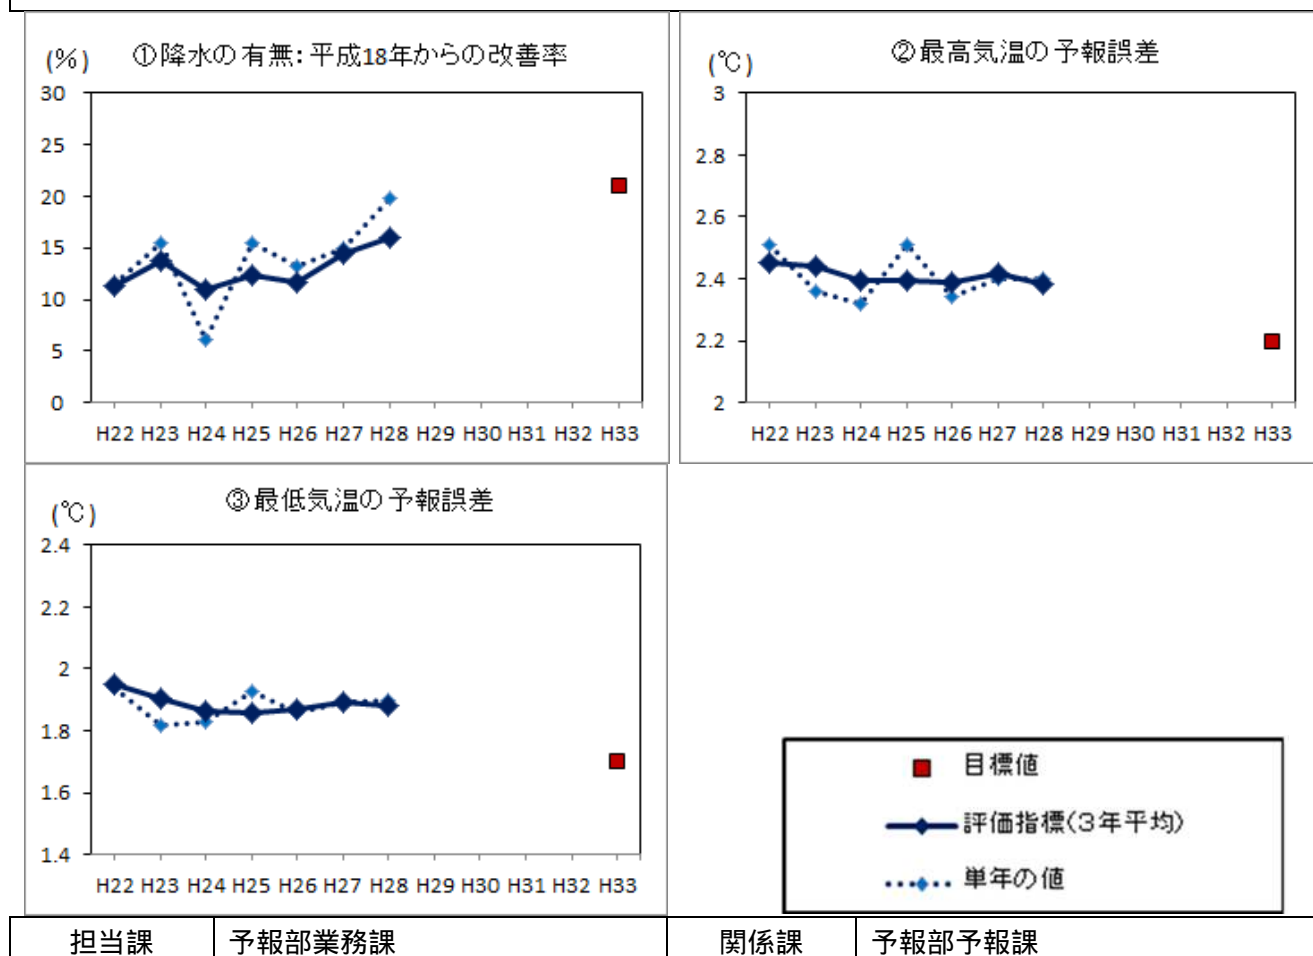 ①降水の有無:平成18年からの改善率
(%)
30
25
20
15
10
5
0
H22 H23 H24 H25 H26 H27 H28 H29 H30 H31 H32 H33
②最高気温の予報誤差
(℃)
3
2.8
2.6
2.4
2.2
2
H22 H23 H24 H25 H26 H27 H28 H29 H30 H31 H32 H33
③最低気温の予報誤差
(℃)
2.4
2.2
2
1.8
1.6
1.4
H22 H23 H24 H25 H26 H27 H28 H29 H30 H31 H32 H33
目標値
評価指標(3年平均)
単年の値
担当課 予報部業務課 関係課 予報部予報課